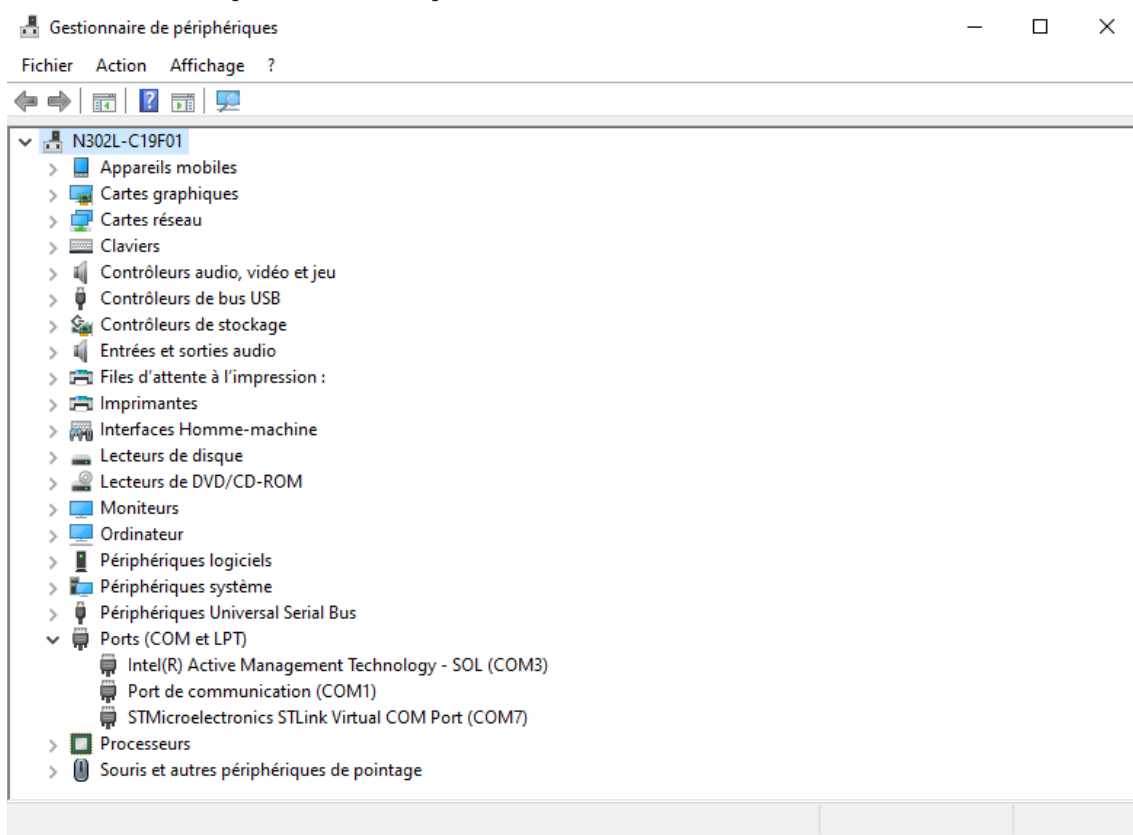 Gestionnaire de périphériques
Fichier Action Affichage ?
N302L-C19F01
Appareils mobiles
Cartes graphiques
Cartes réseau
Claviers
Contrôleurs audio, vidéo et jeu
Contrôleurs de bus USB
Contrôleurs de stockage
Entrées et sorties audio
Files d'attente à l'impression :
Imprimantes
Interfaces Homme-machine
Lecteurs de disque
Lecteurs de DVD/CD-ROM
Moniteurs
Ordinateur
Périphériques logiciels
Périphériques système
Périphériques Universal Serial Bus
Ports (COM et LPT)
Intel(R) Active Management Technology - SOL (COM3)
Port de communication (COM1)
STMicroelectronics STLink Virtual COM Port (COM7)
Processeurs
Souris et autres périphériques de pointage